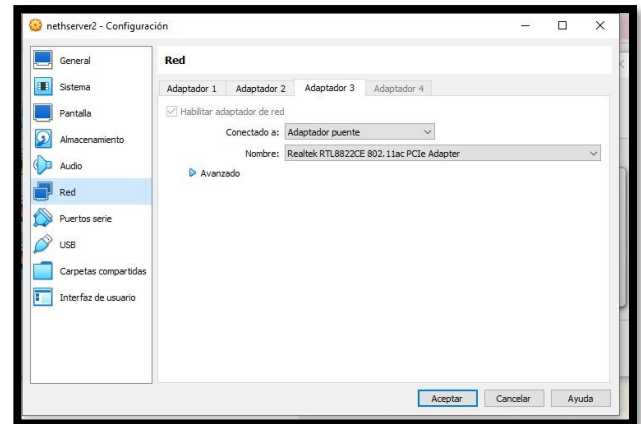 nethserver2 - Configuración
General
Sistema
Pantalla
Almacenamiento
Audio
Red
Puertos serie
USB
Carpetas compartidas
Interfaz de usuario
Red
Adaptador 1 Adaptador 2 Adaptador 3 Adaptador 4
Habilitar adaptador de red
Conectado a: Adaptador puente
Nombre: Realtek RTL8822CE 802.11ac PCIe Adapter
Avanzado
Aceptar Cancelar Ayuda